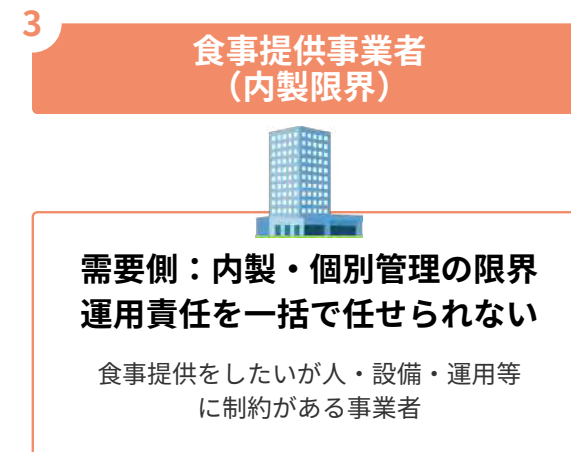 3
食事提供事業者
（内製限界）
需要側：内製・個別管理の限界
運用責任を一括で任せられない
食事提供をしたいが人・設備・運用等
に制約がある事業者